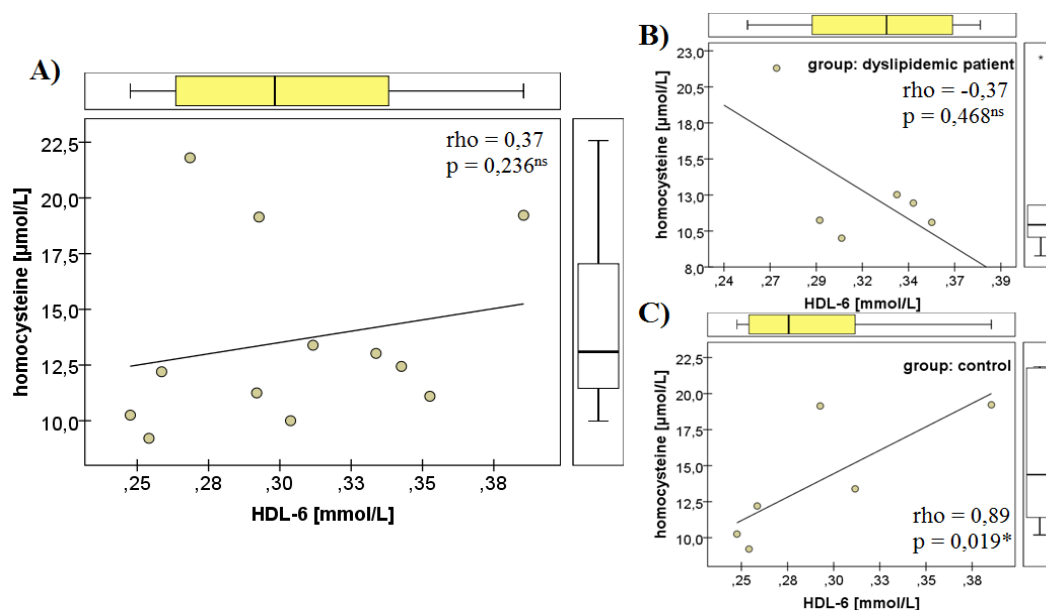 A)
rho = 0,37
p = 0,236ns
homocysteine [µmol/L]
22,5
20,0
17,5
15,0
12,5
10,0
,25
,28
,30
,33
,35
,38
HDL-6 [mmol/L]
B)
group: dyslipidemic patient
rho = -0,37
p = 0,468ns
homocysteine [µmol/L]
23,0
20,5
18,0
15,5
13,0
10,5
8,0
*
,24
,27
,29
,32
,34
,37
,39
HDL-6 [mmol/L]
C)
group: control
homocysteine [µmol/L]
22,5
20,0
17,5
15,0
12,5
10,0
rho = 0,89
p = 0,019*
,25
,28
,30
,33
,35
,38
HDL-6 [mmol/L]